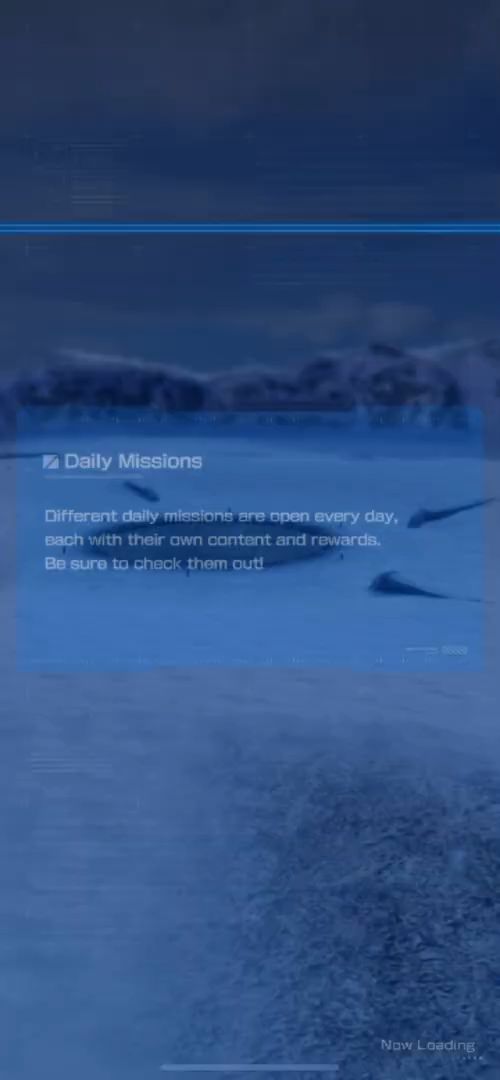 Daily Missions
Different daily missions are open every day,
each with their own content and rewards.
Be sure to check them out!
Now Loading